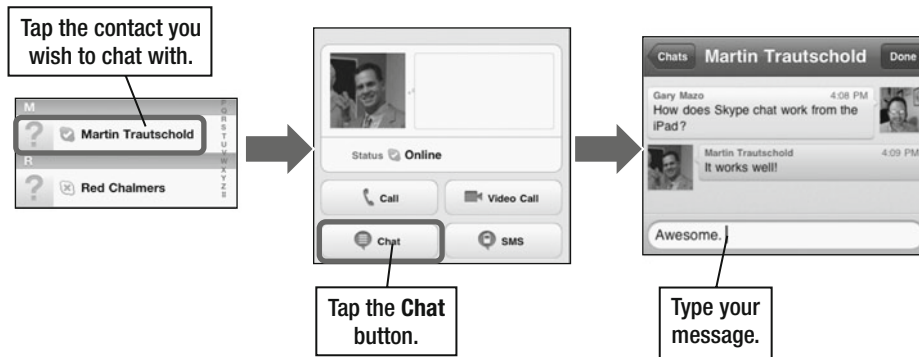 Tap the contact you
wish to chat with.
M
Martin Trautschold
R
Red Chalmers
P
Q
R
S
T
U
V
W
X
Y
Z
#
Status Online
Call
Video Call
Chat
SMS
Tap the Chat
button.
Chats
Martin Trautschold
Done
Gary Mazo 4:08 PM
How does Skype chat work from the
iPad?
Martin Trautschold 4:09 PM
It works well!
Awesome.
Type your
message.